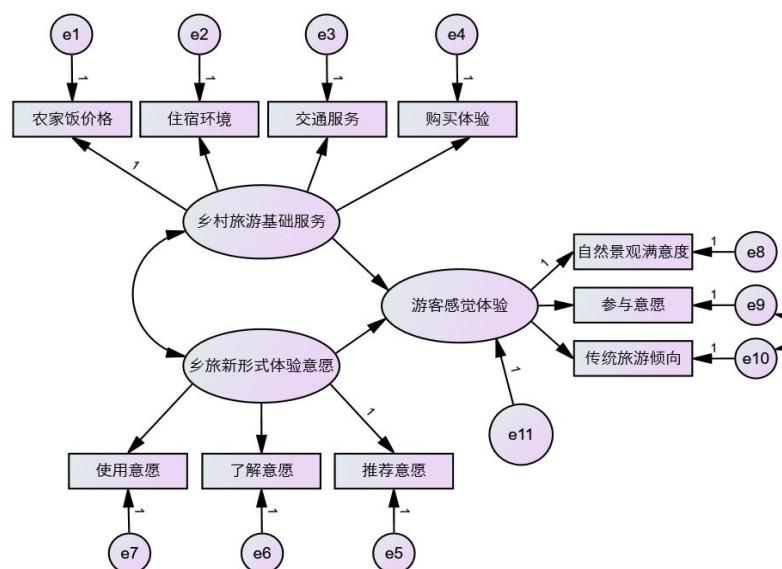 e1
e2
e3
e4
1
1
1
1
农家饭价格
住宿环境
交通服务
购买体验
1
乡村旅游基础服务
1
自然景观满意度
1
e8
游客感觉体验
参与意愿
1
e9
传统旅游倾向
1
e10
乡旅新形式体验意愿
1
e11
1
使用意愿
了解意愿
推荐意愿
1
1
1
e7
e6
e5